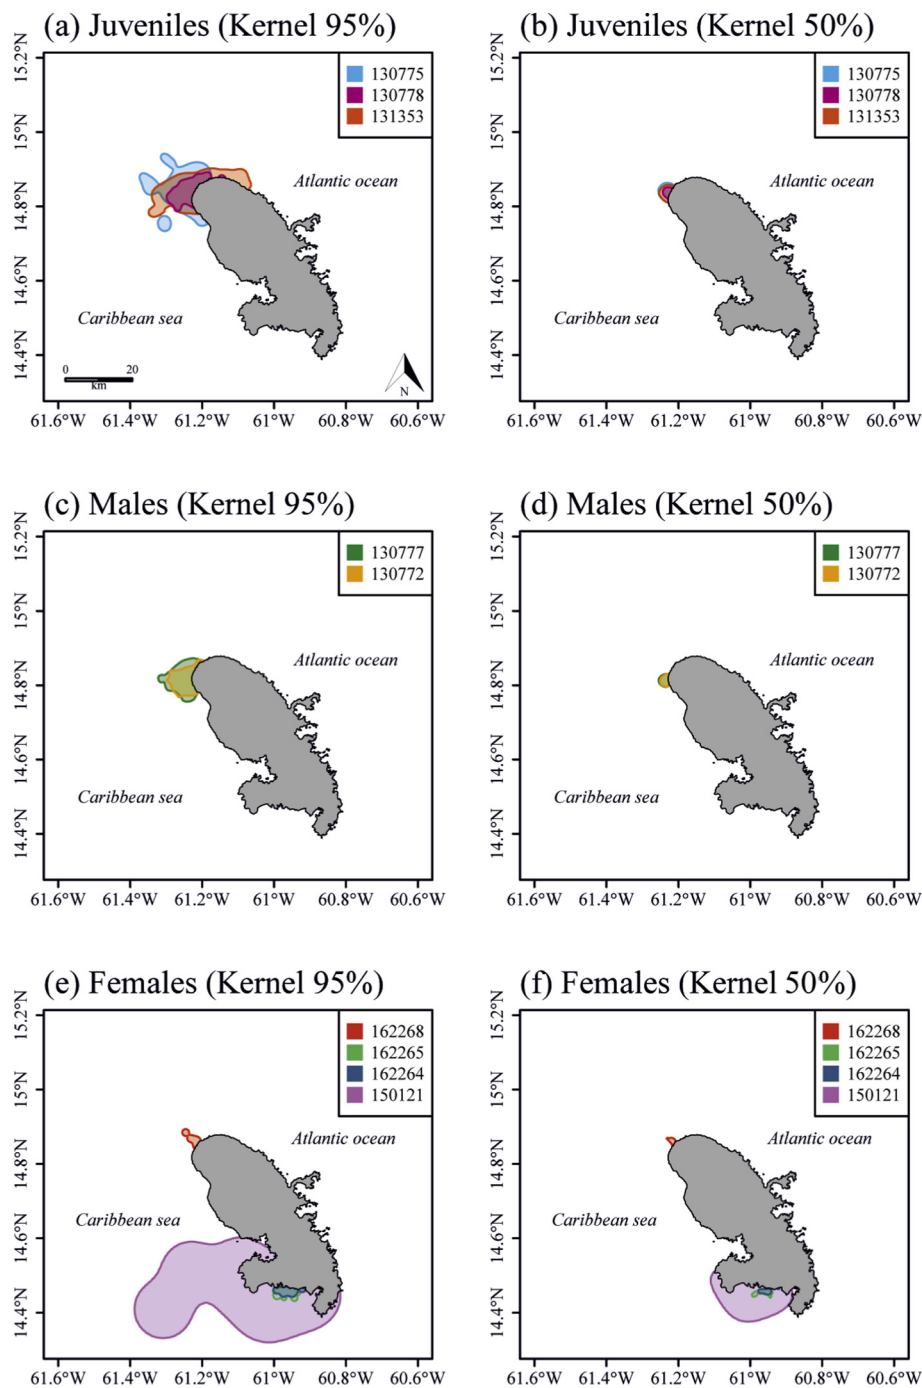 (a) Juveniles (Kernel 95%)
15.2°N
15°N
14.8°N
14.6°N
14.4°N
130775
130778
131353
Atlantic ocean
Caribbean sea
0 20
km
N
61.6°W 61.4°W 61.2°W 61°W 60.8°W 60.6°W
(b) Juveniles (Kernel 50%)
15.2°N
15°N
14.8°N
14.6°N
14.4°N
130775
130778
131353
Atlantic ocean
Caribbean sea
61.6°W 61.4°W 61.2°W 61°W 60.8°W 60.6°W
(c) Males (Kernel 95%)
15.2°N
15°N
14.8°N
14.6°N
14.4°N
130777
130772
Atlantic ocean
Caribbean sea
61.6°W 61.4°W 61.2°W 61°W 60.8°W 60.6°W
(d) Males (Kernel 50%)
15.2°N
15°N
14.8°N
14.6°N
14.4°N
130777
130772
Atlantic ocean
Caribbean sea
61.6°W 61.4°W 61.2°W 61°W 60.8°W 60.6°W
(e) Females (Kernel 95%)
15.2°N
15°N
14.8°N
14.6°N
14.4°N
162268
162265
162264
150121
Atlantic ocean
Caribbean sea
61.6°W 61.4°W 61.2°W 61°W 60.8°W 60.6°W
(f) Females (Kernel 50%)
15.2°N
15°N
14.8°N
14.6°N
14.4°N
162268
162265
162264
150121
Atlantic ocean
Caribbean sea
61.6°W 61.4°W 61.2°W 61°W 60.8°W 60.6°W